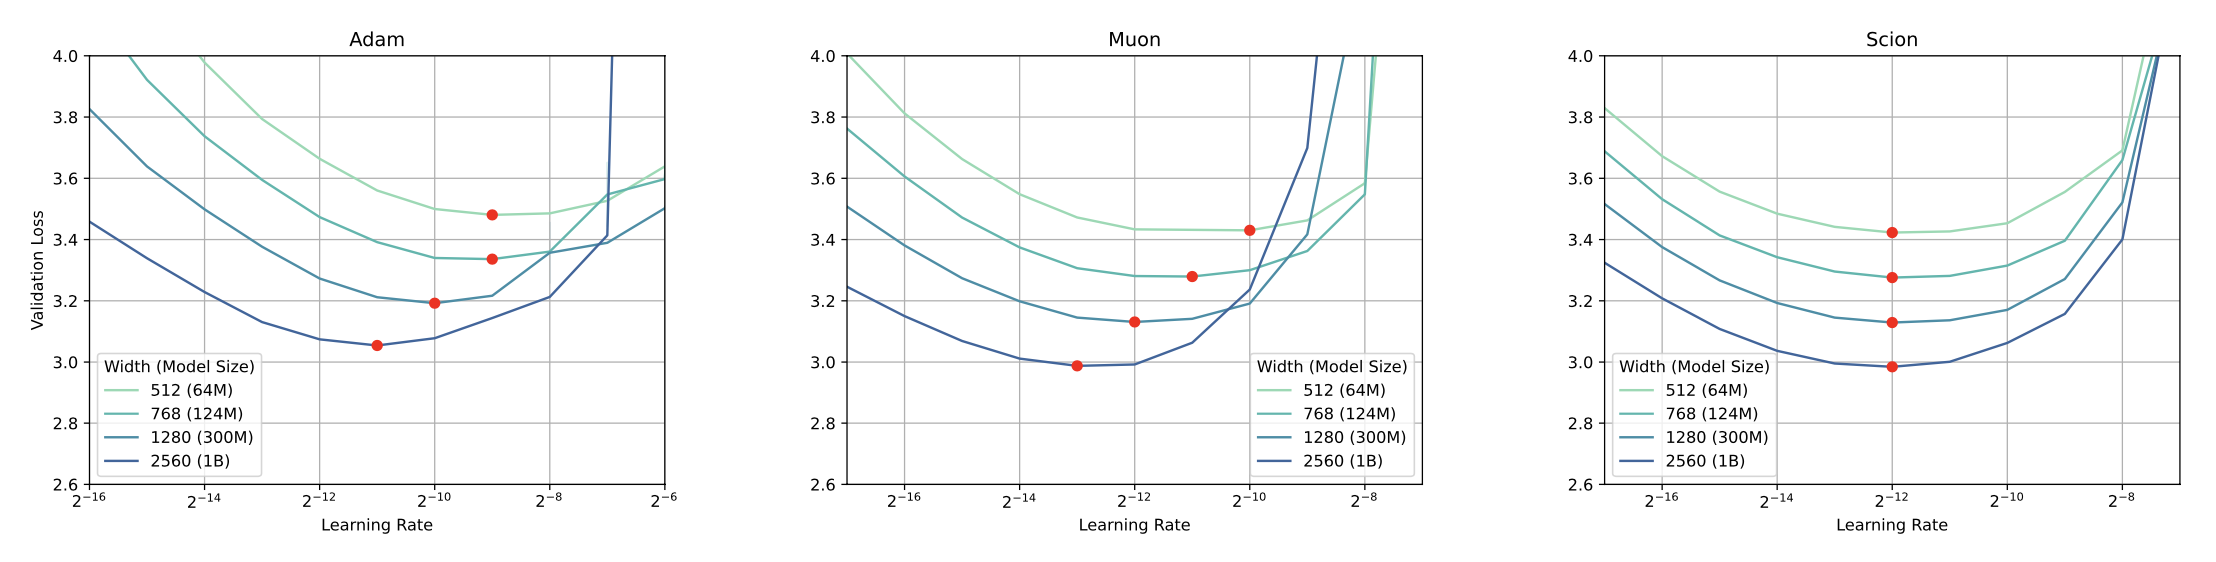 Adam
Validation Loss
4.0
3.8
3.6
3.4
3.2
3.0
2.8
2.6
Width (Model Size)
512 (64M)
768 (124M)
1280 (300M)
2560 (1B)
2⁻¹⁶ 2⁻¹⁴ 2⁻¹² 2⁻¹⁰ 2⁻⁸ 2⁻⁶
Learning Rate
Muon
4.0
3.8
3.6
3.4
3.2
3.0
2.8
2.6
Width (Model Size)
512 (64M)
768 (124M)
1280 (300M)
2560 (1B)
2⁻¹⁶ 2⁻¹⁴ 2⁻¹² 2⁻¹⁰ 2⁻⁸
Learning Rate
Scion
4.0
3.8
3.6
3.4
3.2
3.0
2.8
2.6
Width (Model Size)
512 (64M)
768 (124M)
1280 (300M)
2560 (1B)
2⁻¹⁶ 2⁻¹⁴ 2⁻¹² 2⁻¹⁰ 2⁻⁸
Learning Rate